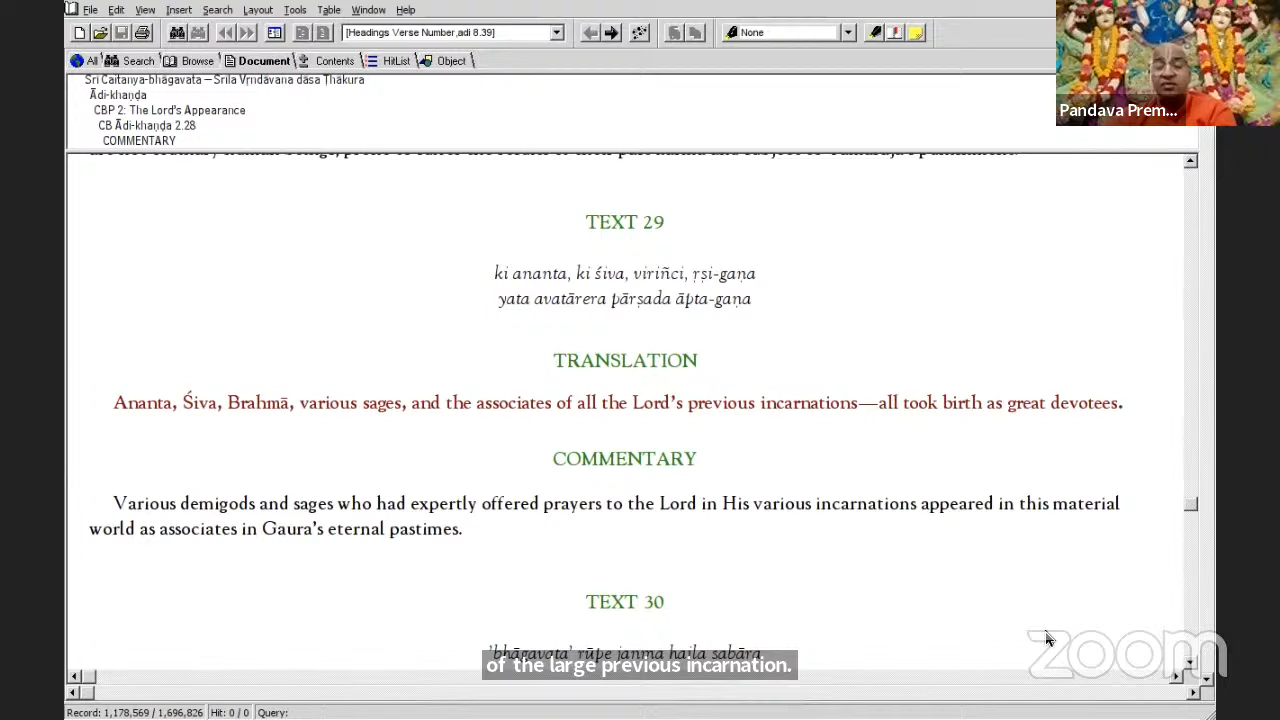 File Edit View Insert Search Layout Tools Table Window Help
[Headings Verse Number,adi 8.39] None
All Search Browse Document Contents HitList Object
Śrī Caitanya-bhāgavata – Śrīla Vṛndāvana dāsa Ṭhākura
Ādi-khaṇḍa
CBP 2: The Lord's Appearance
CB Ādi-khaṇḍa 2.28
COMMENTARY
Pandava Prem...
TEXT 29
ki ananta, ki śiva, viriñci, ṛṣi-gaṇa
yata avatārera pārṣada āpta-gaṇa
TRANSLATION
Ananta, Śiva, Brahmā, various sages, and the associates of all the Lord's previous incarnations—all took birth as great devotees.
COMMENTARY
Various demigods and sages who had expertly offered prayers to the Lord in His various incarnations appeared in this material
world as associates in Gaura's eternal pastimes.
TEXT 30
'bhāgavata' rūpe janma haila sabāra
of the large previous incarnation.
zoom
Record: 1,178,569 / 1,696,826 Hit: 0 / 0 Query: